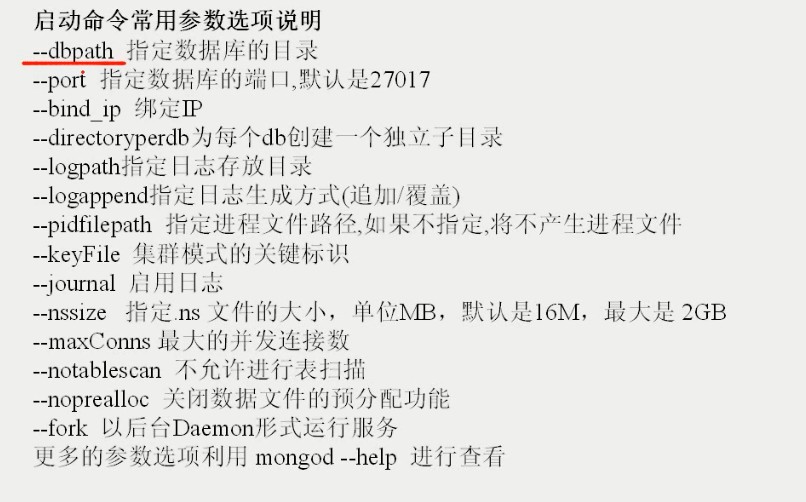 启动命令常用参数选项说明
--dbpath 指定数据库的目录
--port 指定数据库的端口,默认是27017
--bind_ip 绑定IP
--directoryperdb为每个db创建一个独立子目录
--logpath指定日志存放目录
--logappend指定日志生成方式(追加/覆盖)
--pidfilepath 指定进程文件路径,如果不指定,将不产生进程文件
--keyFile 集群模式的关键标识
--journal 启用日志
--nssize 指定.ns 文件的大小，单位MB，默认是16M，最大是 2GB
--maxConns 最大的并发连接数
--notablescan 不允许进行表扫描
--noprealloc 关闭数据文件的预分配功能
--fork 以后台Daemon形式运行服务
更多的参数选项利用 mongod --help 进行查看